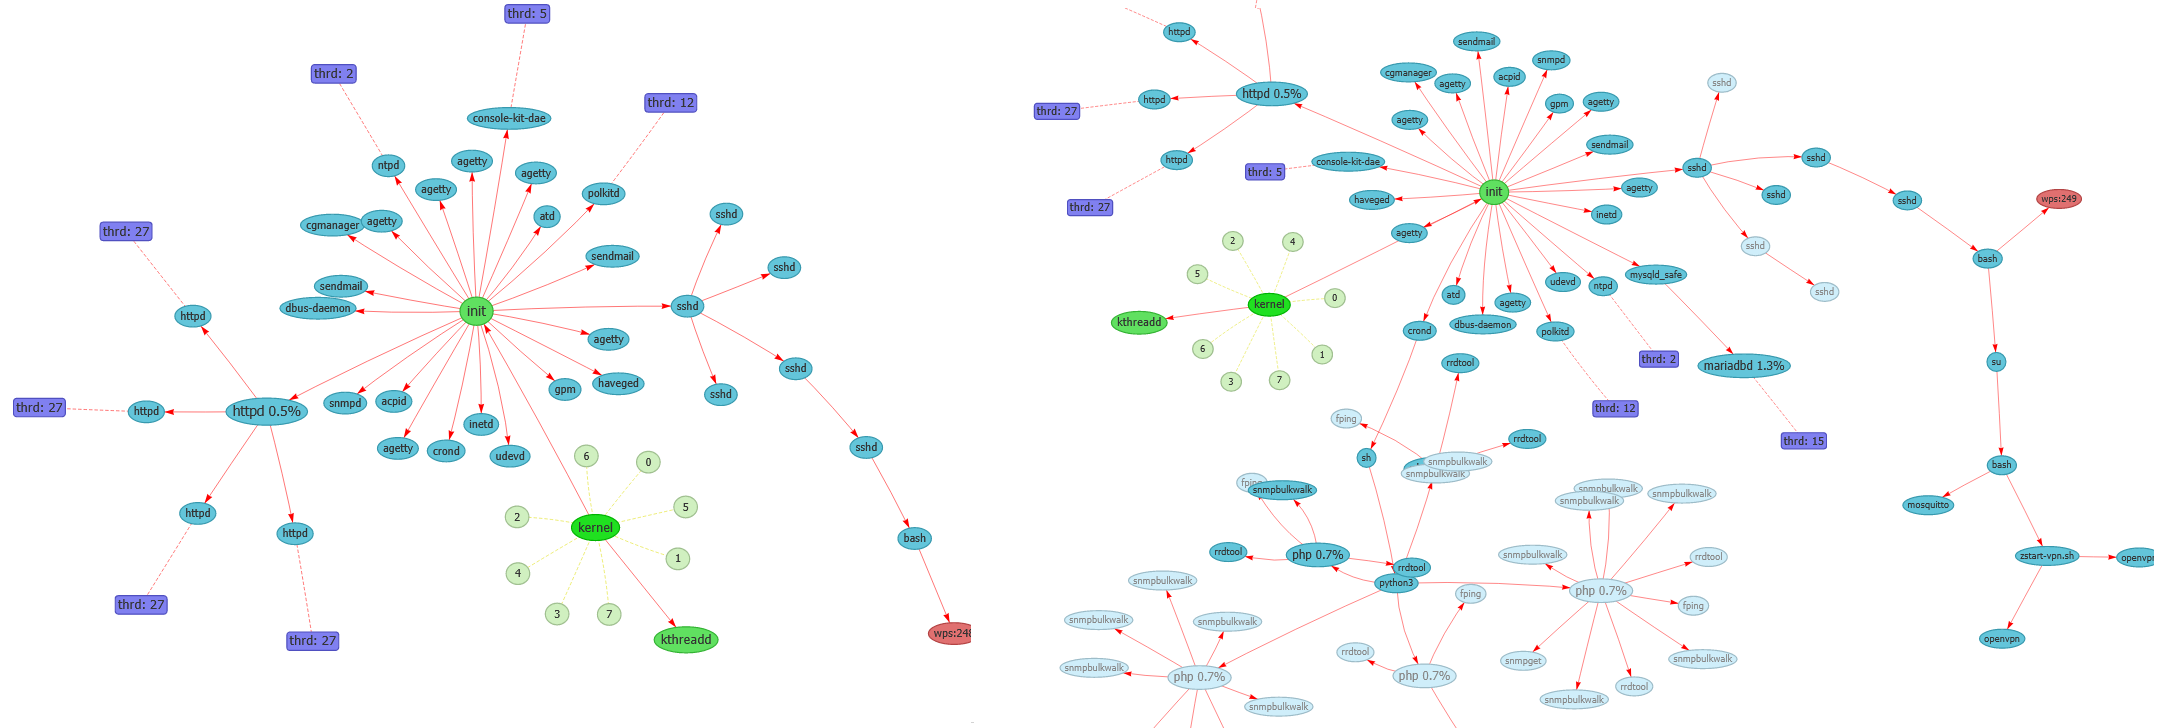 thrd: 5
thrd: 2
thrd: 12
console-kit-dae
ntpd
agetty
agetty
agetty
polkitd
cgmanager
agetty
atd
sshd
thrd: 27
sendmail
sshd
sendmail
dbus-daemon
init
sshd
httpd
agetty
sshd
thrd: 27
httpd
httpd 0.5%
snmpd
acpid
gpm
haveged
sshd
inetd
agetty
crond
udevd
sshd
6
0
5
2
kernel
httpd
httpd
bash
4
1
3
7
thrd: 27
thrd: 27
kthreadd
wps:248
httpd
sendmail
snmpd
cgmanager
agetty
acpid
sshd
httpd 0.5%
httpd
thrd: 27
gpm
agetty
agetty
sendmail
httpd
console-kit-dae
thrd: 5
sshd
sshd
init
agetty
sshd
haveged
thrd: 27
inetd
sshd
wps:249
agetty
2
4
sshd
bash
5
mysqld_safe
udevd
ntpd
sshd
kernel
0
atd
agetty
kthreadd
crond
dbus-daemon
polkitd
6
1
thrd: 2
su
rrdtool
mariadbd 1.3%
3
7
thrd: 12
fping
rrdtool
thrd: 15
sh
snmpbulkwalk
snmpbulkwalk
bash
fping
snmpbulkwalk
snmpbulkwalk
snmpbulkwalk
snmpbulkwalk
mosquitto
rrdtool
php 0.7%
rrdtool
python3
snmpbulkwalk
rrdtool
zstart-vpn.sh
openvpn
snmpbulkwalk
fping
php 0.7%
fping
snmpbulkwalk
snmpbulkwalk
openvpn
snmpbulkwalk
php 0.7%
rrdtool
php 0.7%
snmpget
snmpbulkwalk
rrdtool
snmpbulkwalk
snmpbulkwalk